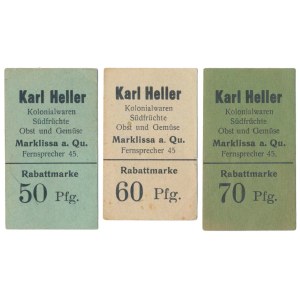 Karl Heller
Kolonialwaren
Südfrüchte
Obst und Gemüse
Marklissa a. Qu.
Fernsprecher 45.
Rabattmarke
50 Pfg.
Karl Heller
Kolonialwaren
Südfrüchte
Obst und Gemüse
Marklissa a. Qu.
Fernsprecher 45.
Rabattmarke
60 Pfg.
Karl Heller
Kolonialwaren
Südfrüchte
Obst und Gemüse
Marklissa a. Qu.
Fernsprecher 45.
Rabattmarke
70 Pfg.